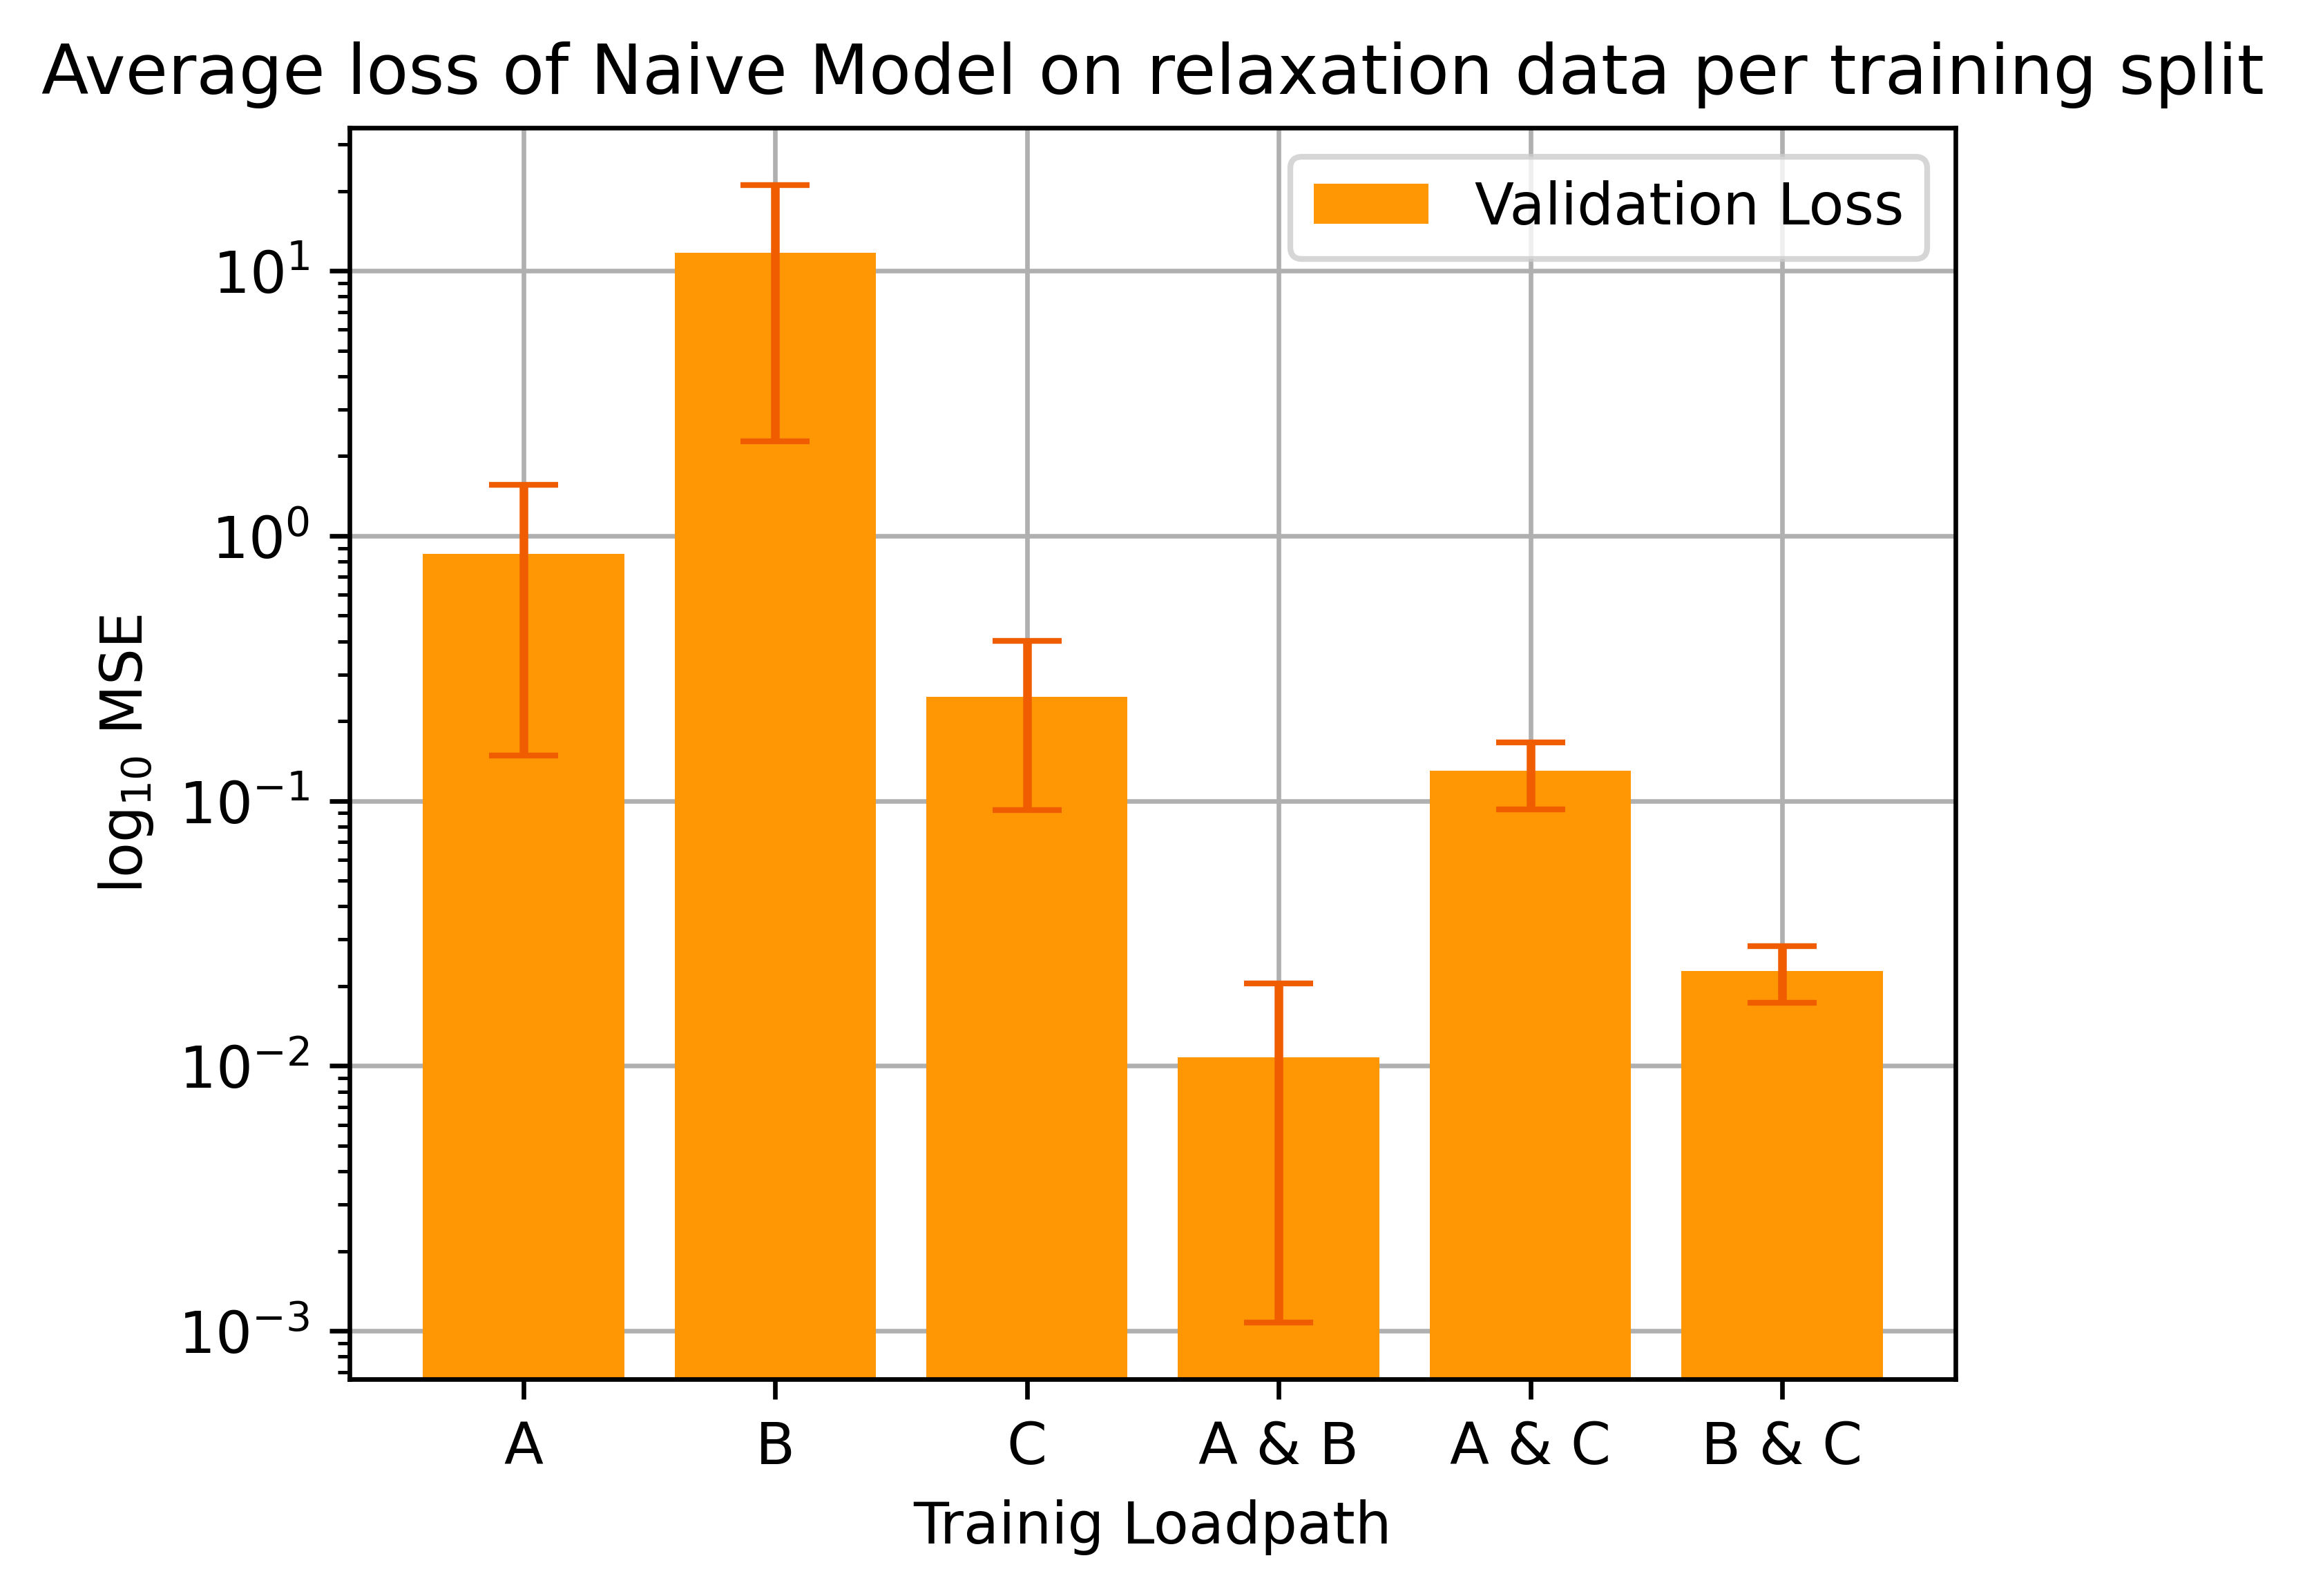 Average loss of Naive Model on relaxation data per training split
Validation Loss
10¹
10⁰
10⁻¹
10⁻²
10⁻³
log₁₀ MSE
A
B
C
A & B
A & C
B & C
Trainig Loadpath